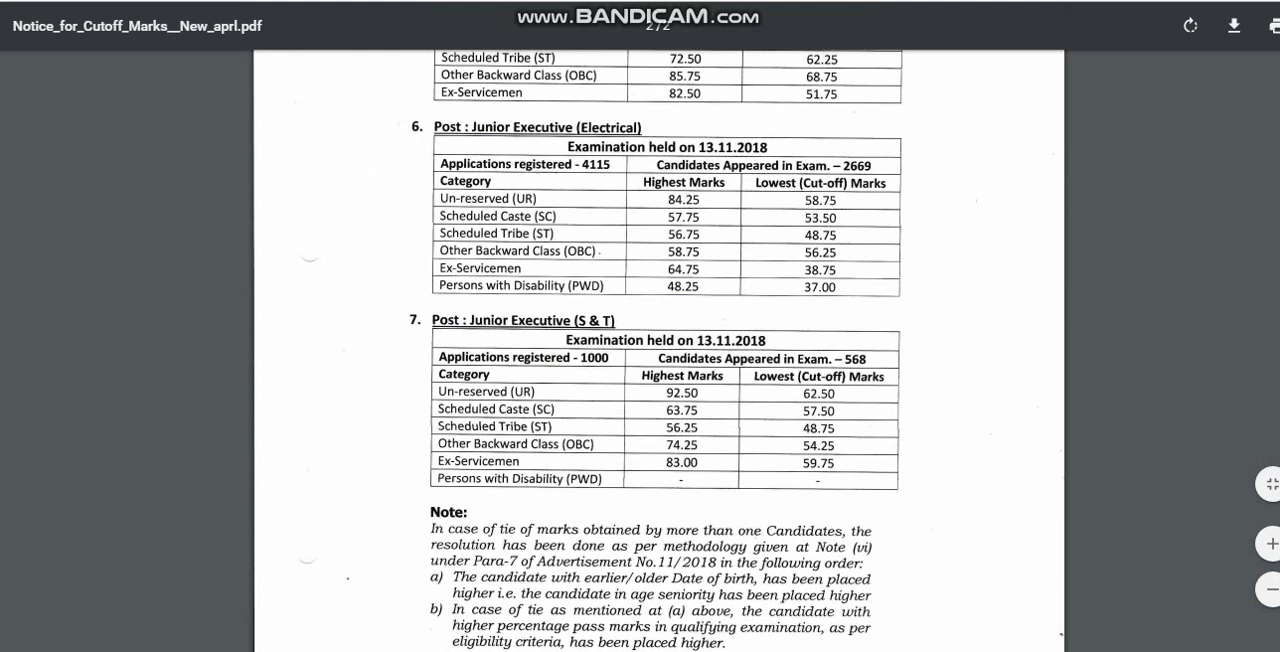 www.BANDICAM.com
Notice_for_Cutoff_Marks__New_aprl.pdf
2 / 2
Scheduled Tribe (ST) 72.50 62.25
Other Backward Class (OBC) 85.75 68.75
Ex-Servicemen 82.50 51.75
6. Post : Junior Executive (Electrical)
Examination held on 13.11.2018
Applications registered - 4115 Candidates Appeared in Exam. – 2669
Category Highest Marks Lowest (Cut-off) Marks
Un-reserved (UR) 84.25 58.75
Scheduled Caste (SC) 57.75 53.50
Scheduled Tribe (ST) 56.75 48.75
Other Backward Class (OBC) 58.75 56.25
Ex-Servicemen 64.75 38.75
Persons with Disability (PWD) 48.25 37.00
7. Post : Junior Executive (S & T)
Examination held on 13.11.2018
Applications registered - 1000 Candidates Appeared in Exam. – 568
Category Highest Marks Lowest (Cut-off) Marks
Un-reserved (UR) 92.50 62.50
Scheduled Caste (SC) 63.75 57.50
Scheduled Tribe (ST) 56.25 48.75
Other Backward Class (OBC) 74.25 54.25
Ex-Servicemen 83.00 59.75
Persons with Disability (PWD) - -
Note:
In case of tie of marks obtained by more than one Candidates, the
resolution has been done as per methodology given at Note (vi)
under Para-7 of Advertisement No.11/2018 in the following order:
a) The candidate with earlier/older Date of birth, has been placed
higher i.e. the candidate in age seniority has been placed higher
b) In case of tie as mentioned at (a) above, the candidate with
higher percentage pass marks in qualifying examination, as per
eligibility criteria, has been placed higher.